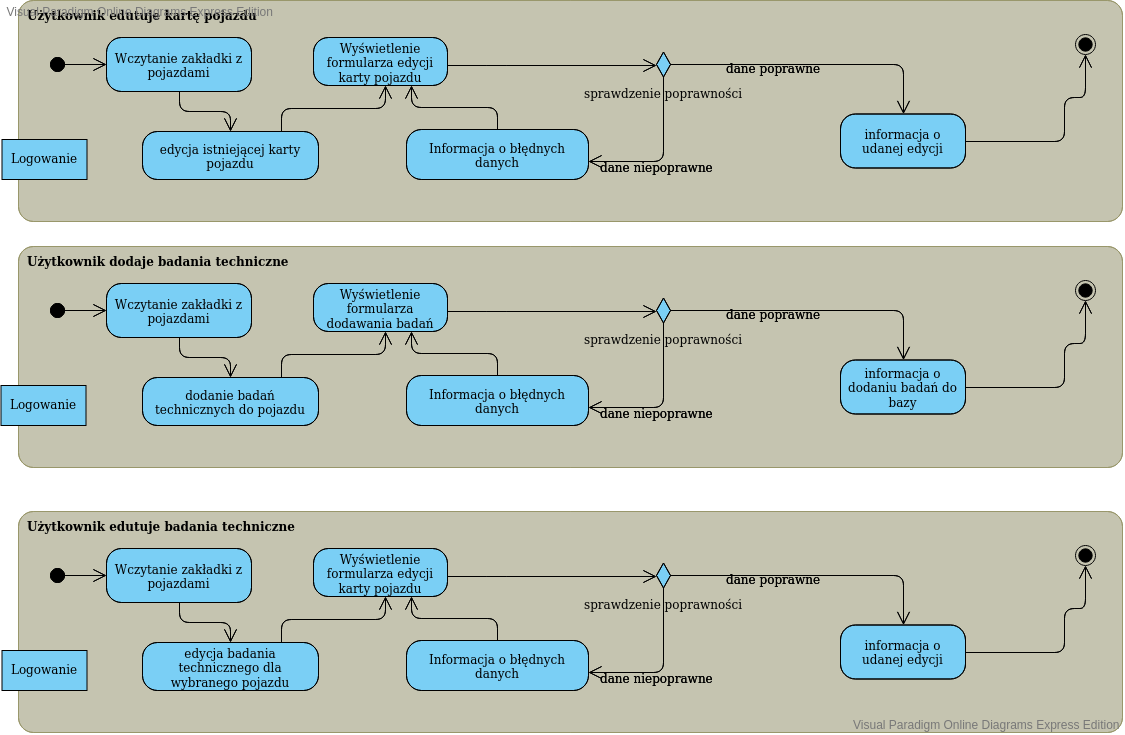 Visual Paradigm Online Diagrams Express Edition
Użytkownik edutuje kartę pojazdu
Wczytanie zakładki z
pojazdami
Wyświetlenie
formularza edycji
karty pojazdu
dane poprawne
sprawdzenie poprawności
edycja istniejącej karty
pojazdu
Informacja o błędnych
danych
informacja o
udanej edycji
Logowanie
dane niepoprawne
Użytkownik dodaje badania techniczne
Wczytanie zakładki z
pojazdami
Wyświetlenie
formularza
dodawania badań
dane poprawne
sprawdzenie poprawności
dodanie badań
technicznych do pojazdu
Informacja o błędnych
danych
informacja o
dodaniu badań do
bazy
Logowanie
dane niepoprawne
Użytkownik edutuje badania techniczne
Wczytanie zakładki z
pojazdami
Wyświetlenie
formularza edycji
karty pojazdu
dane poprawne
sprawdzenie poprawności
edycja badania
technicznego dla
wybranego pojazdu
Informacja o błędnych
danych
informacja o
udanej edycji
Logowanie
dane niepoprawne
Visual Paradigm Online Diagrams Express Edition